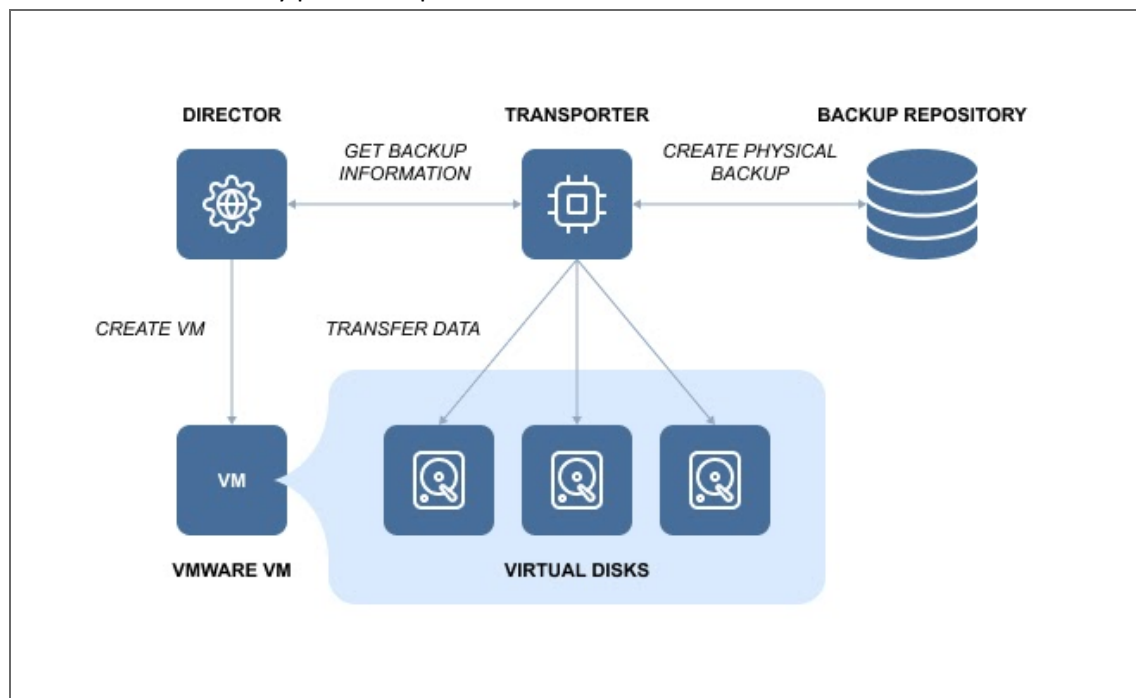 DIRECTOR
TRANSPORTER
BACKUP REPOSITORY
GET BACKUP
INFORMATION
CREATE PHYSICAL
BACKUP
CREATE VM
TRANSFER DATA
VM
VMWARE VM
VIRTUAL DISKS